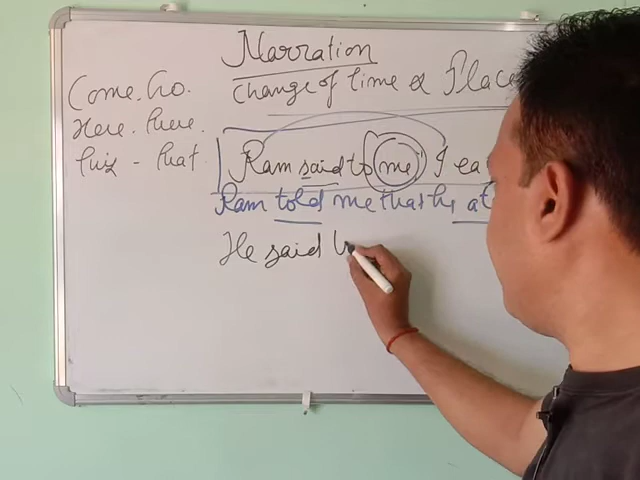 Narration
Change of Time & Place
Come. Go.
Here. There.
This - That.
Ram said to me I ea
Ram told me that he at
He said